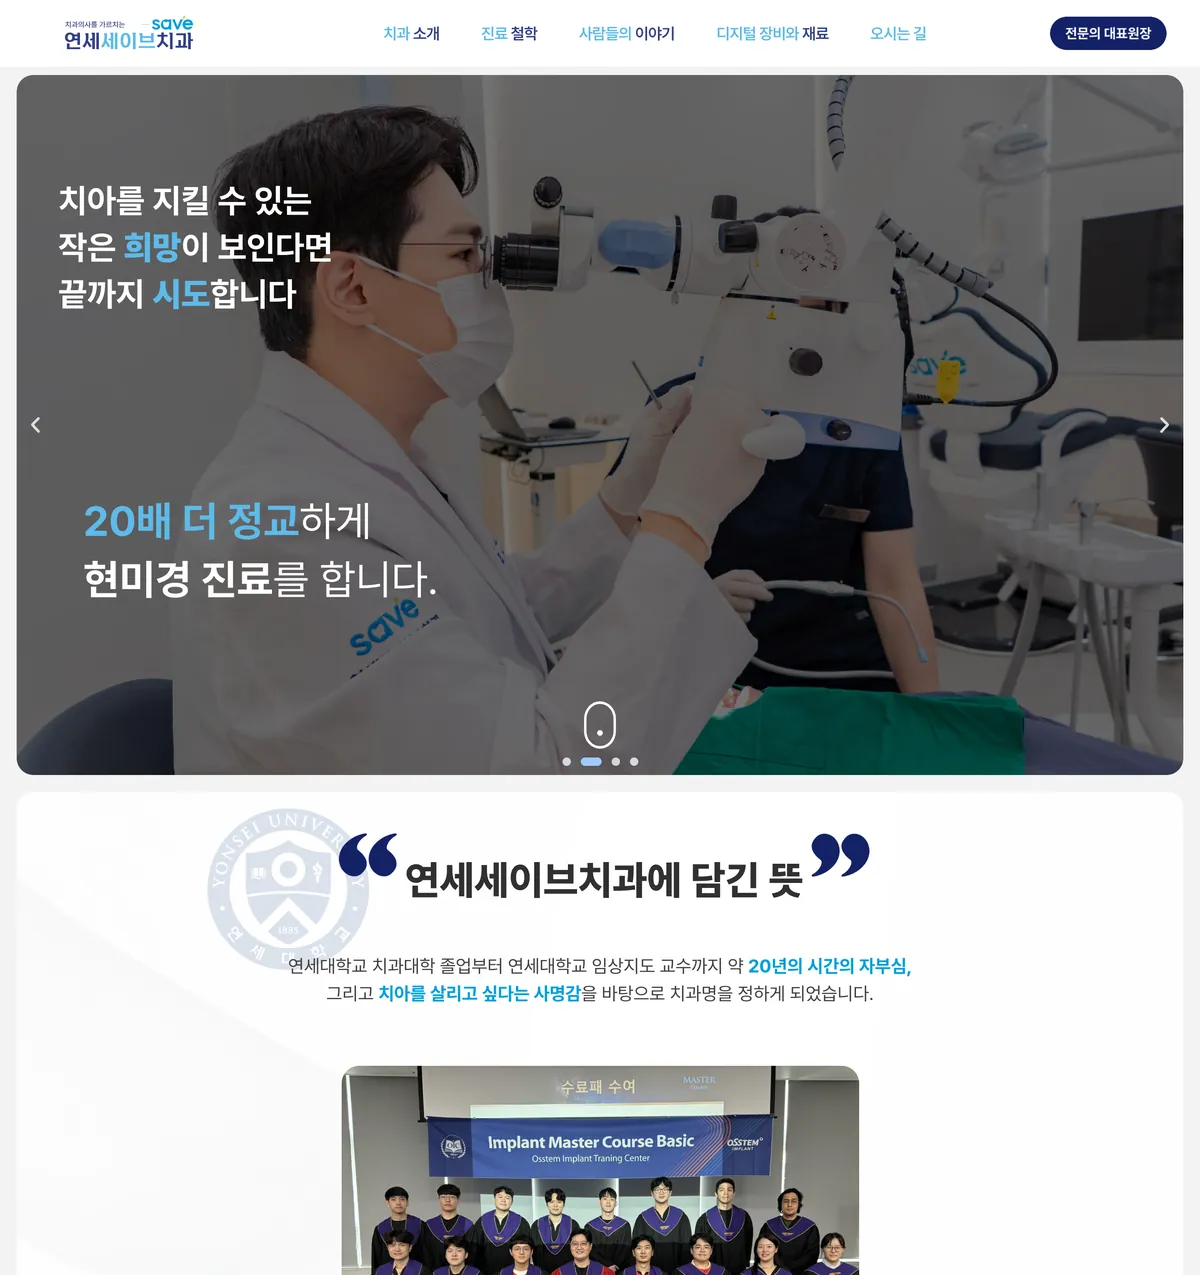 치과의사를 가르치는
save
연세세이브치과
치과 소개
진료 철학
사람들의 이야기
디지털 장비와 재료
오시는 길
전문의 대표원장
치아를 지킬 수 있는
작은 희망이 보인다면
끝까지 시도합니다
save
20배 더 정교하게
현미경 진료를 합니다.
save
YONSEI UNIVERSITY
1885
연세대학교
“연세세이브치과에 담긴 뜻”
연세대학교 치과대학 졸업부터 연세대학교 임상지도 교수까지 약 20년의 시간의 자부심,
그리고 치아를 살리고 싶다는 사명감을 바탕으로 치과명을 정하게 되었습니다.
수료패 수여
MASTER
Implant Master Course Basic
Osstem Implant Traning Center
OSSTEM
IMPLANT